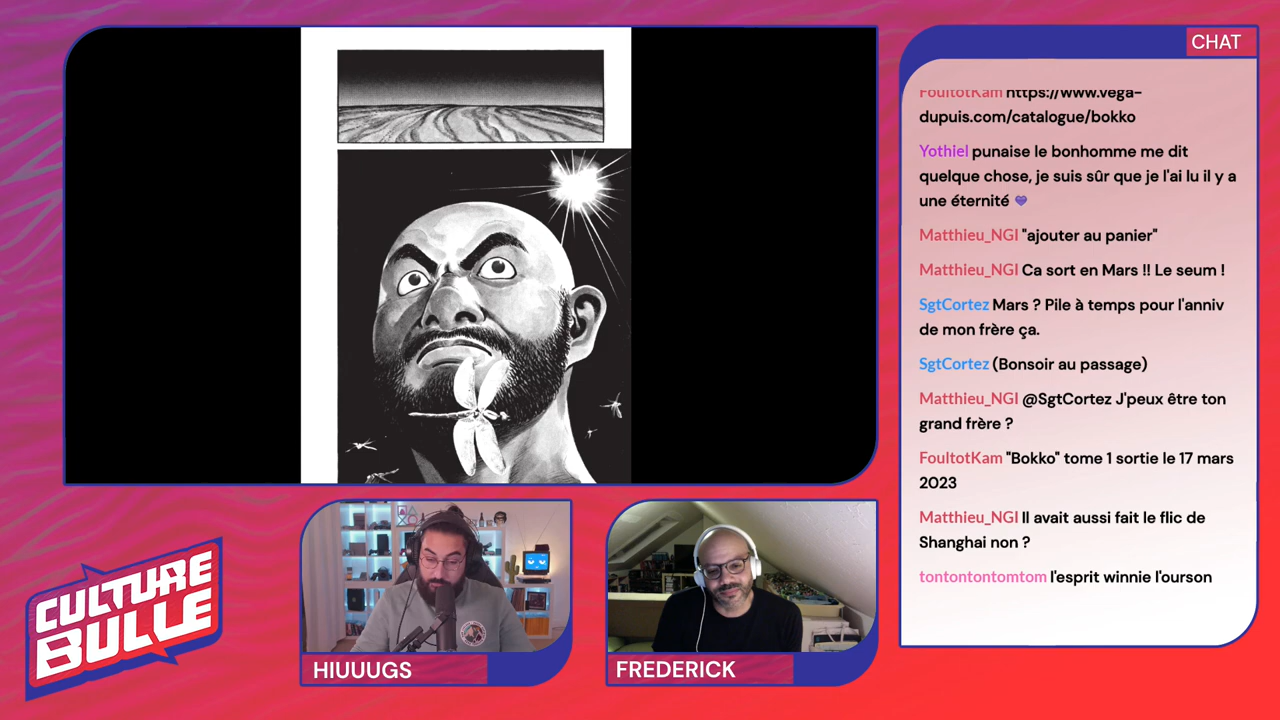 CHAT
FoultotKam https://www.vega-
dupuis.com/catalogue/bokko
Yothiel punaise le bonhomme me dit
quelque chose, je suis sûr que je l'ai lu il y a
une éternité 💜
Matthieu_NGI "ajouter au panier"
Matthieu_NGI Ca sort en Mars !! Le seum !
SgtCortez Mars ? Pile à temps pour l'anniv
de mon frère ça.
SgtCortez (Bonsoir au passage)
Matthieu_NGI @SgtCortez J'peux être ton
grand frère ?
FoultotKam "Bokko" tome 1 sortie le 17 mars
2023
Matthieu_NGI Il avait aussi fait le flic de
Shanghai non ?
tontontontomtom l'esprit winnie l'ourson
CULTURE
BULLE
HIUUUGS
FREDERICK